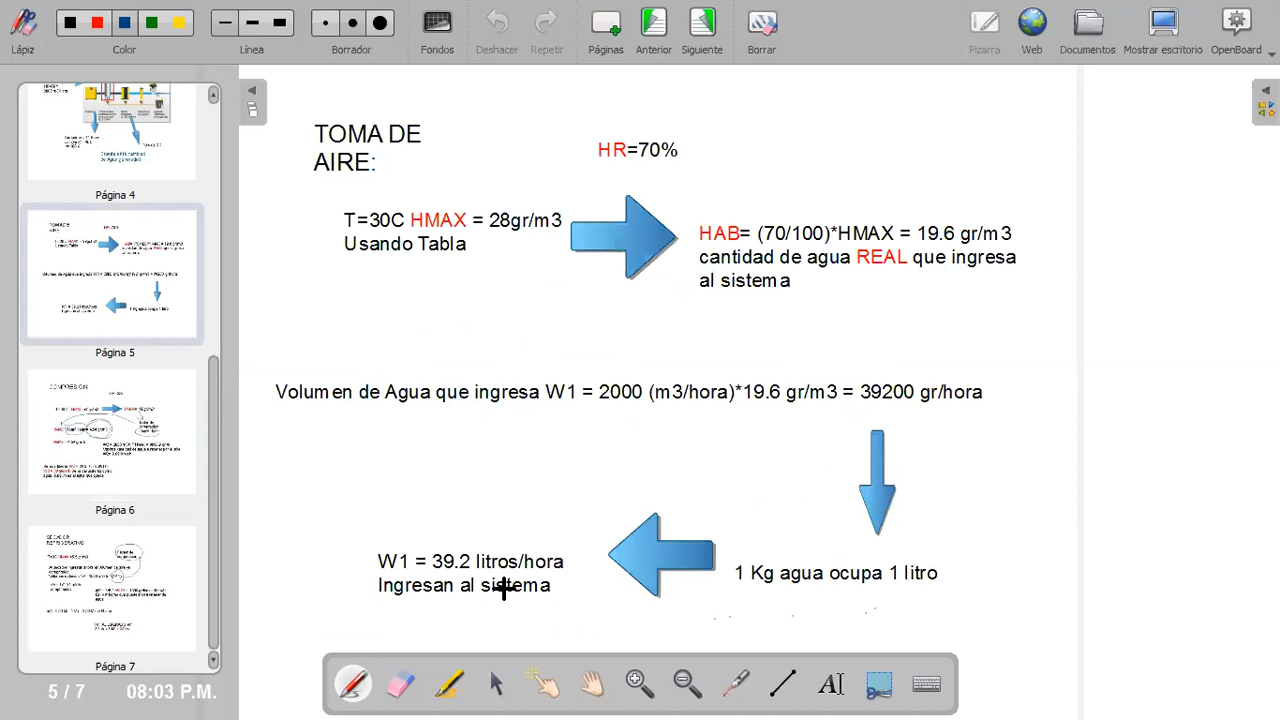 Lápiz
Color
Línea
Borrador
Fondos
Deshacer
Repetir
Páginas
Anterior
Siguiente
Borrar
Pizarra
Web
Documentos
Mostrar escritorio
OpenBoard
Página 4
Página 5
COMPRESION
Página 6
SECADOR
REFRIGERATIVO
Página 7
5 / 7
08:03 P.M.
TOMA DE
AIRE:
HR=70%
T=30C HMAX = 28gr/m3
Usando Tabla
HAB= (70/100)*HMAX = 19.6 gr/m3
cantidad de agua REAL que ingresa
al sistema
Volumen de Agua que ingresa W1 = 2000 (m3/hora)*19.6 gr/m3 = 39200 gr/hora
W1 = 39.2 litros/hora
Ingresan al sistema
1 Kg agua ocupa 1 litro